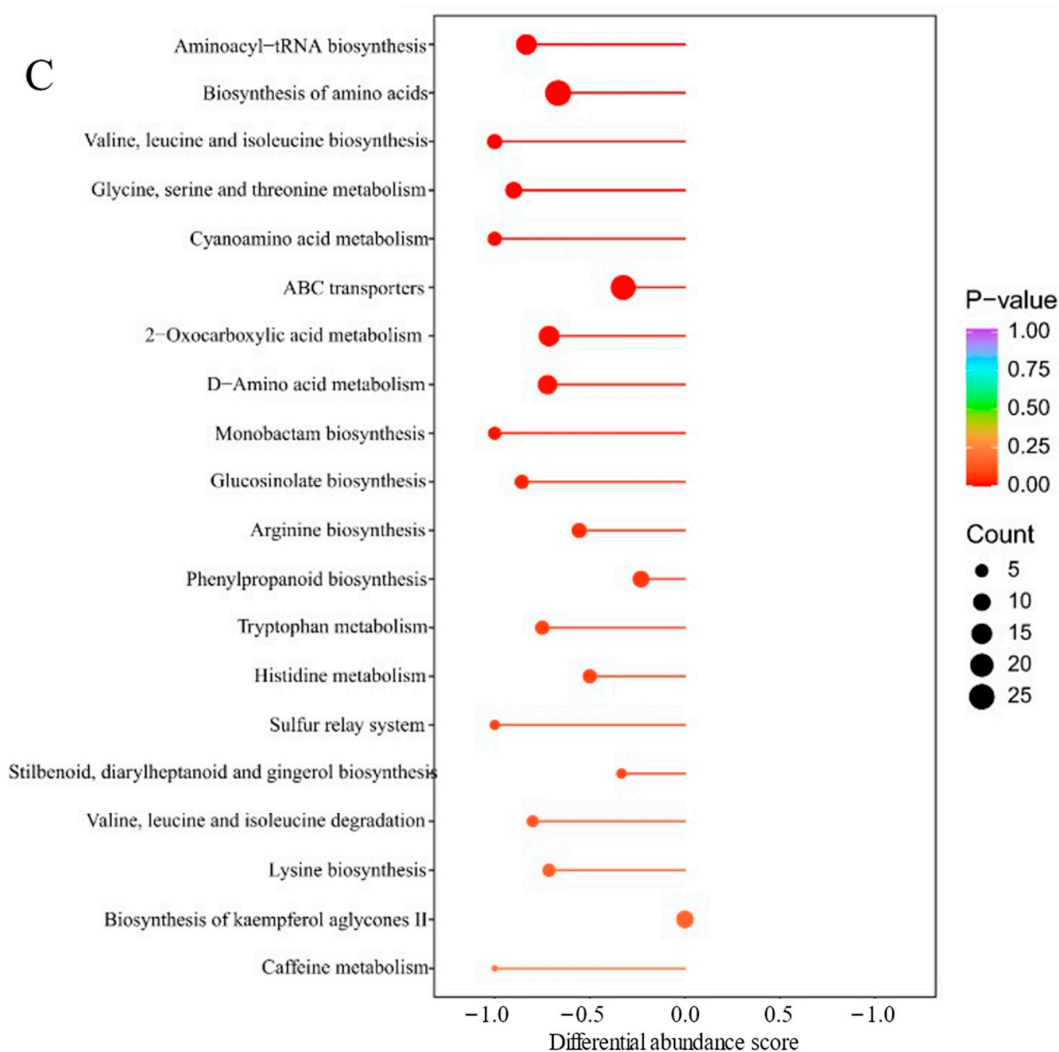 C
Aminoacyl−tRNA biosynthesis
Biosynthesis of amino acids
Valine, leucine and isoleucine biosynthesis
Glycine, serine and threonine metabolism
Cyanoamino acid metabolism
ABC transporters
2−Oxocarboxylic acid metabolism
D−Amino acid metabolism
Monobactam biosynthesis
Glucosinolate biosynthesis
Arginine biosynthesis
Phenylpropanoid biosynthesis
Tryptophan metabolism
Histidine metabolism
Sulfur relay system
Stilbenoid, diarylheptanoid and gingerol biosynthesis
Valine, leucine and isoleucine degradation
Lysine biosynthesis
Biosynthesis of kaempferol aglycones II
Caffeine metabolism
−1.0 −0.5 0.0 −0.5 −1.0
Differential abundance score
P−value
1.00
0.75
0.50
0.25
0.00
Count
5
10
15
20
25